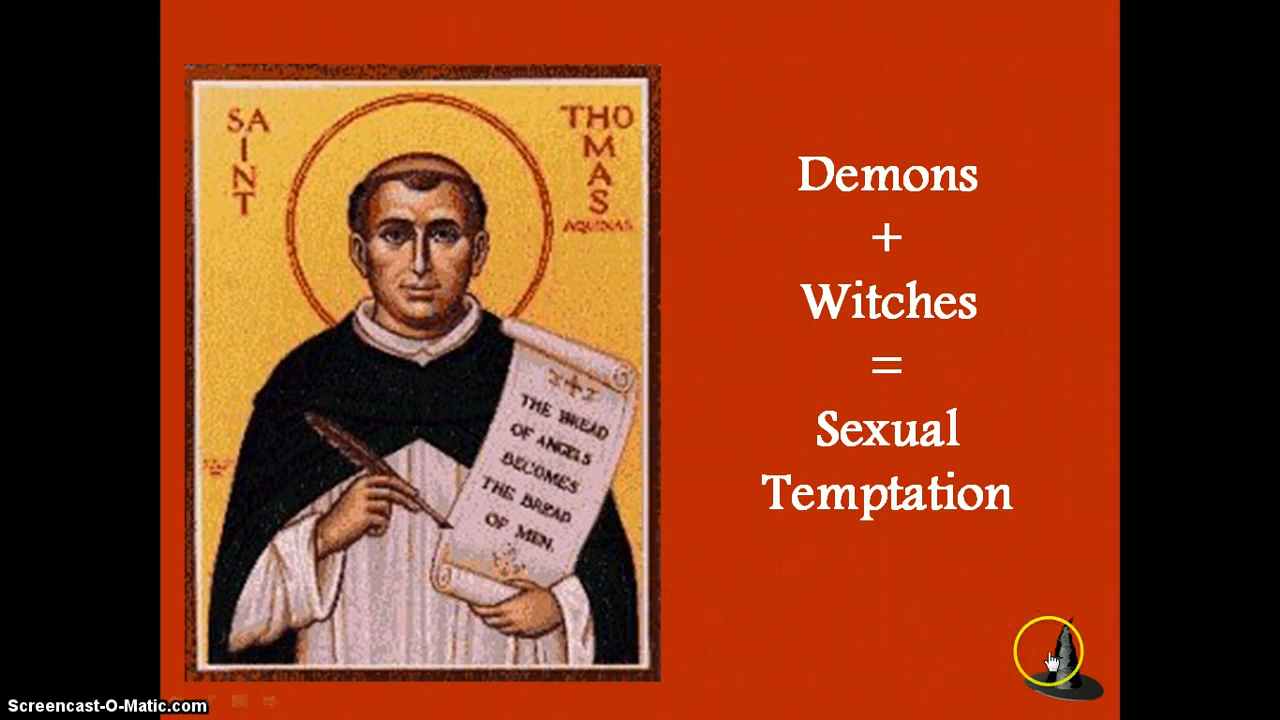 SAINT
THOMAS
AQUINAS
THE BREAD
OF ANGELS
BECOMES
THE BREAD
OF MEN.
Demons
+
Witches
=
Sexual
Temptation
Screencast-O-Matic.com